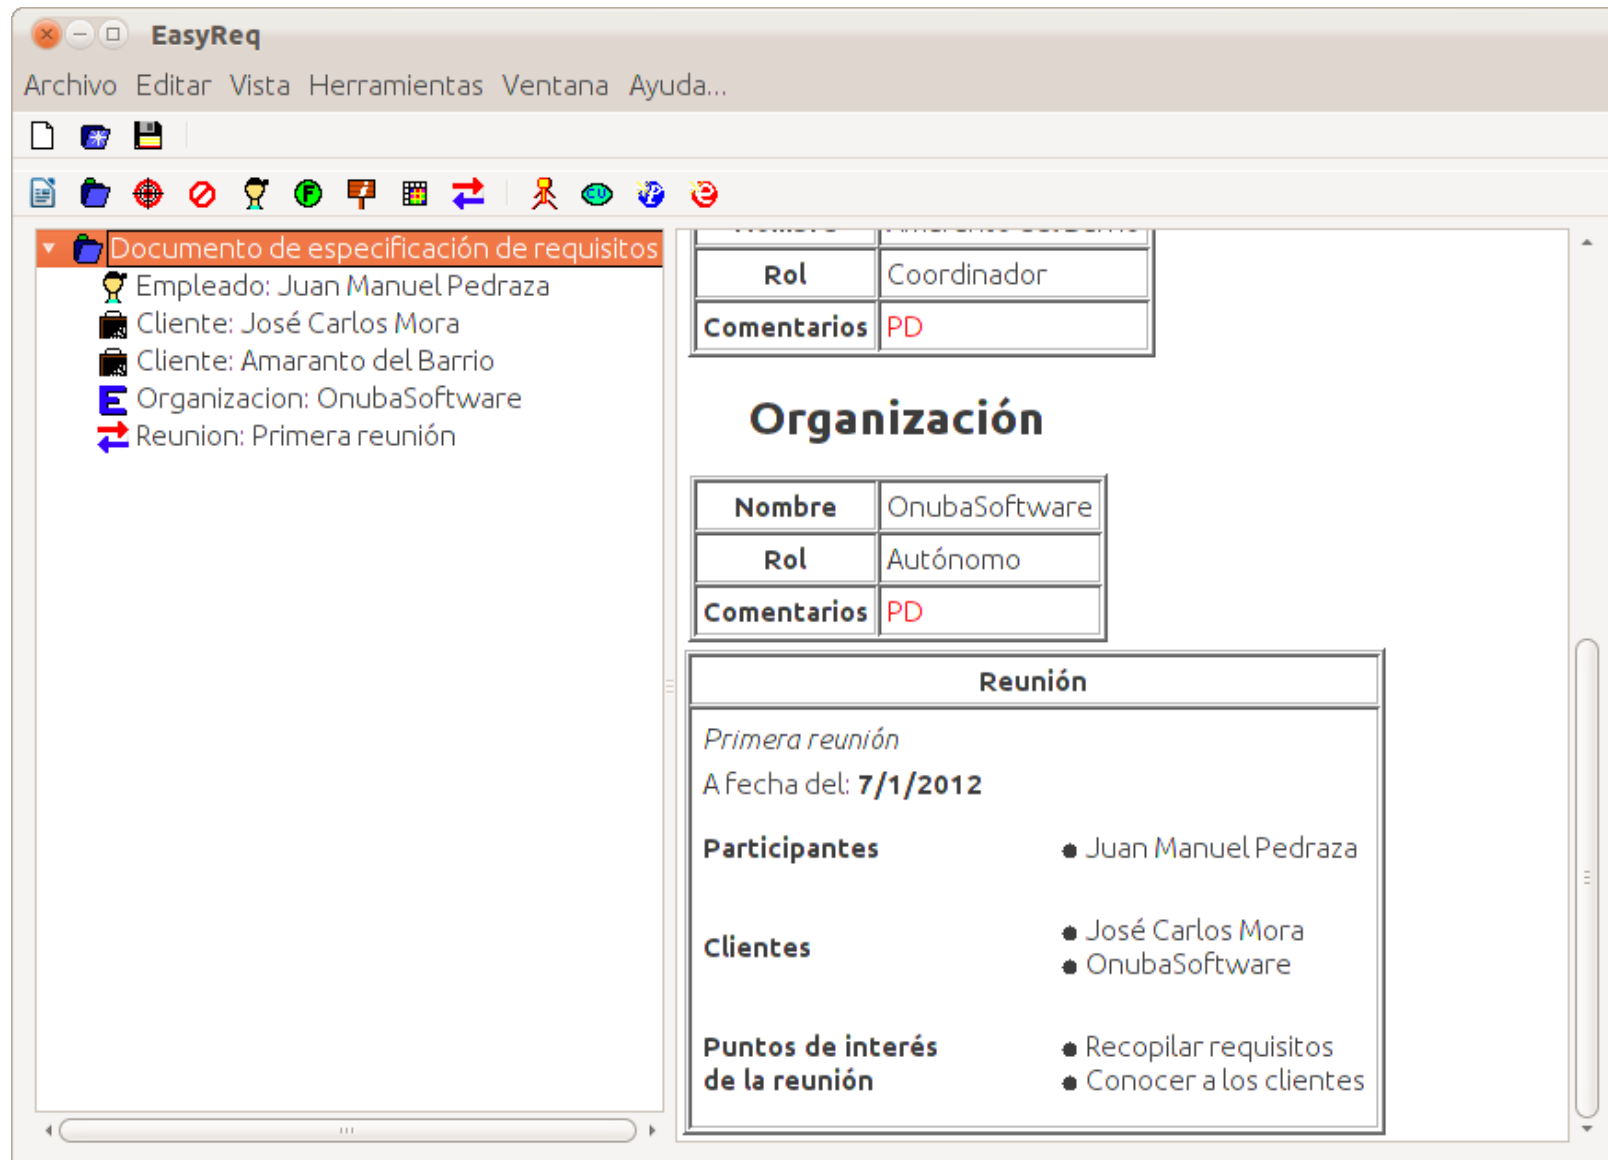 EasyReq
Archivo Editar Vista Herramientas Ventana Ayuda...
Documento de especificación de requisitos
Empleado: Juan Manuel Pedraza
Cliente: José Carlos Mora
Cliente: Amaranto del Barrio
Organizacion: OnubaSoftware
Reunion: Primera reunión
Rol Coordinador
Comentarios PD
Organización
Nombre OnubaSoftware
Rol Autónomo
Comentarios PD
Reunión
Primera reunión
A fecha del: 7/1/2012
Participantes Juan Manuel Pedraza
Clientes
José Carlos Mora
OnubaSoftware
Puntos de interés
de la reunión
Recopilar requisitos
Conocer a los clientes